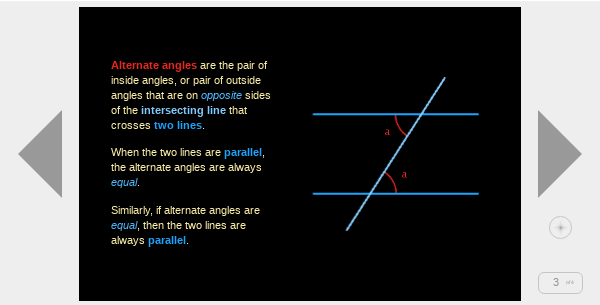 Alternate angles are the pair of
inside angles, or pair of outside
angles that are on opposite sides
of the intersecting line that
crosses two lines.
When the two lines are parallel,
the alternate angles are always
equal.
Similarly, if alternate angles are
equal, then the two lines are
always parallel.
a
a
3